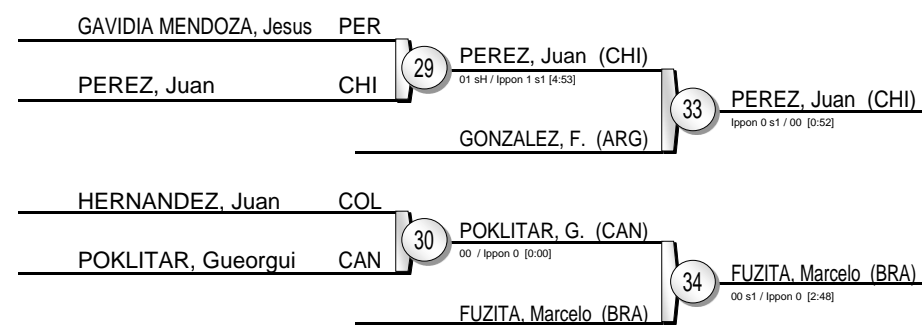 GAVIDIA MENDOZA, Jesus PER
PEREZ, Juan CHI
29
PEREZ, Juan (CHI)
01 sH / Ippon 1 s1 [4:53]
GONZALEZ, F. (ARG)
33
PEREZ, Juan (CHI)
Ippon 0 s1 / 00 [0:52]
HERNANDEZ, Juan COL
POKLITAR, Gueorgui CAN
30
POKLITAR, G. (CAN)
00 / Ippon 0 [0:00]
FUZITA, Marcelo (BRA)
34
FUZITA, Marcelo (BRA)
00 s1 / Ippon 0 [2:48]